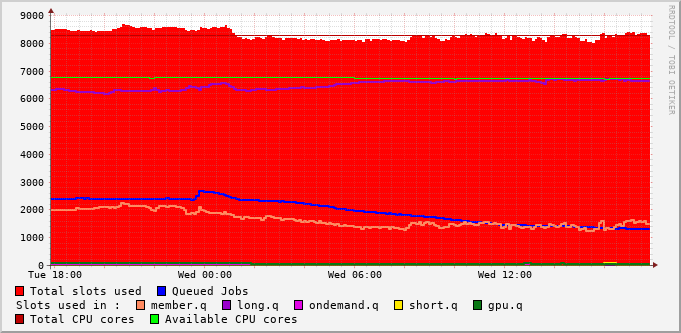 9000
8000
7000
6000
5000
4000
3000
2000
1000
0
Tue 18:00 Wed 00:00 Wed 06:00 Wed 12:00
Total slots used Queued Jobs
Slots used in : member.q long.q ondemand.q short.q gpu.q
Total CPU cores Available CPU cores
RRDTOOL / TOBI OETIKER